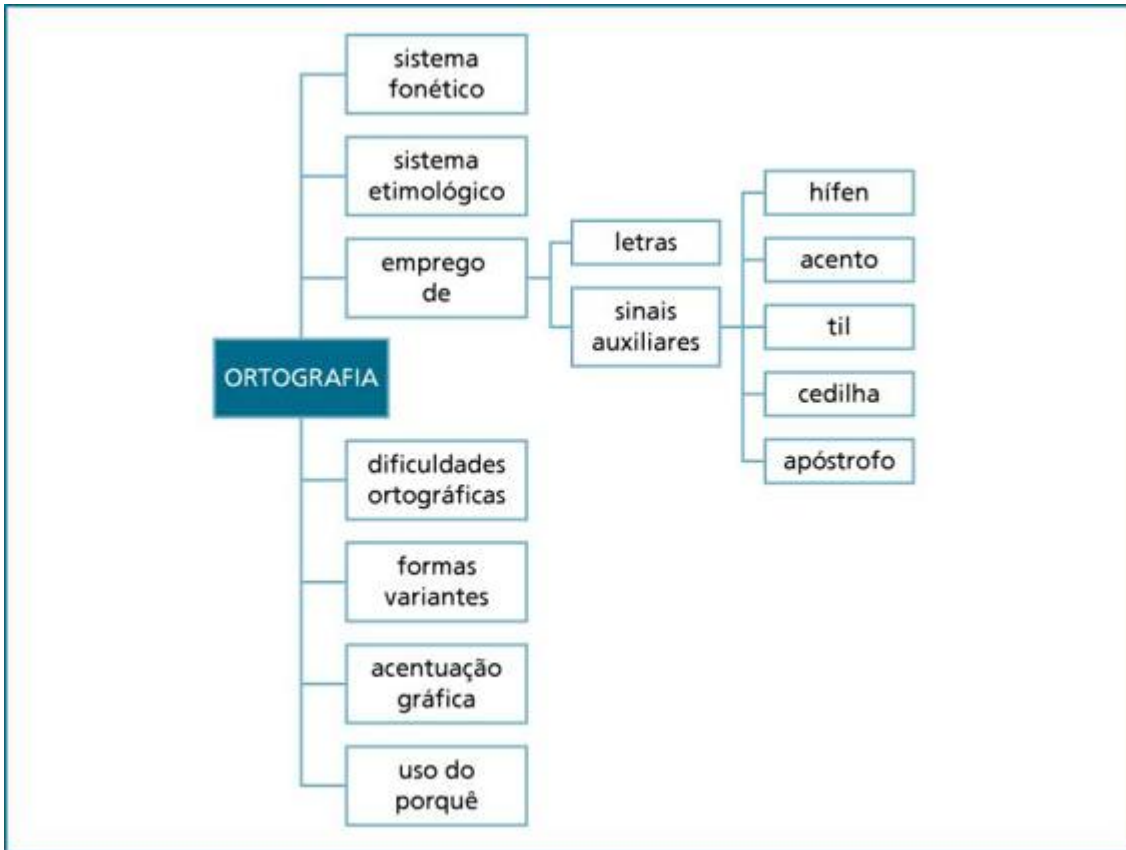 sistema
fonético
sistema
etimológico
emprego
de
letras
sinais
auxiliares
hífen
acento
til
cedilha
apóstrofo
ORTOGRAFIA
dificuldades
ortográficas
formas
variantes
acentuação
gráfica
uso do
porquê